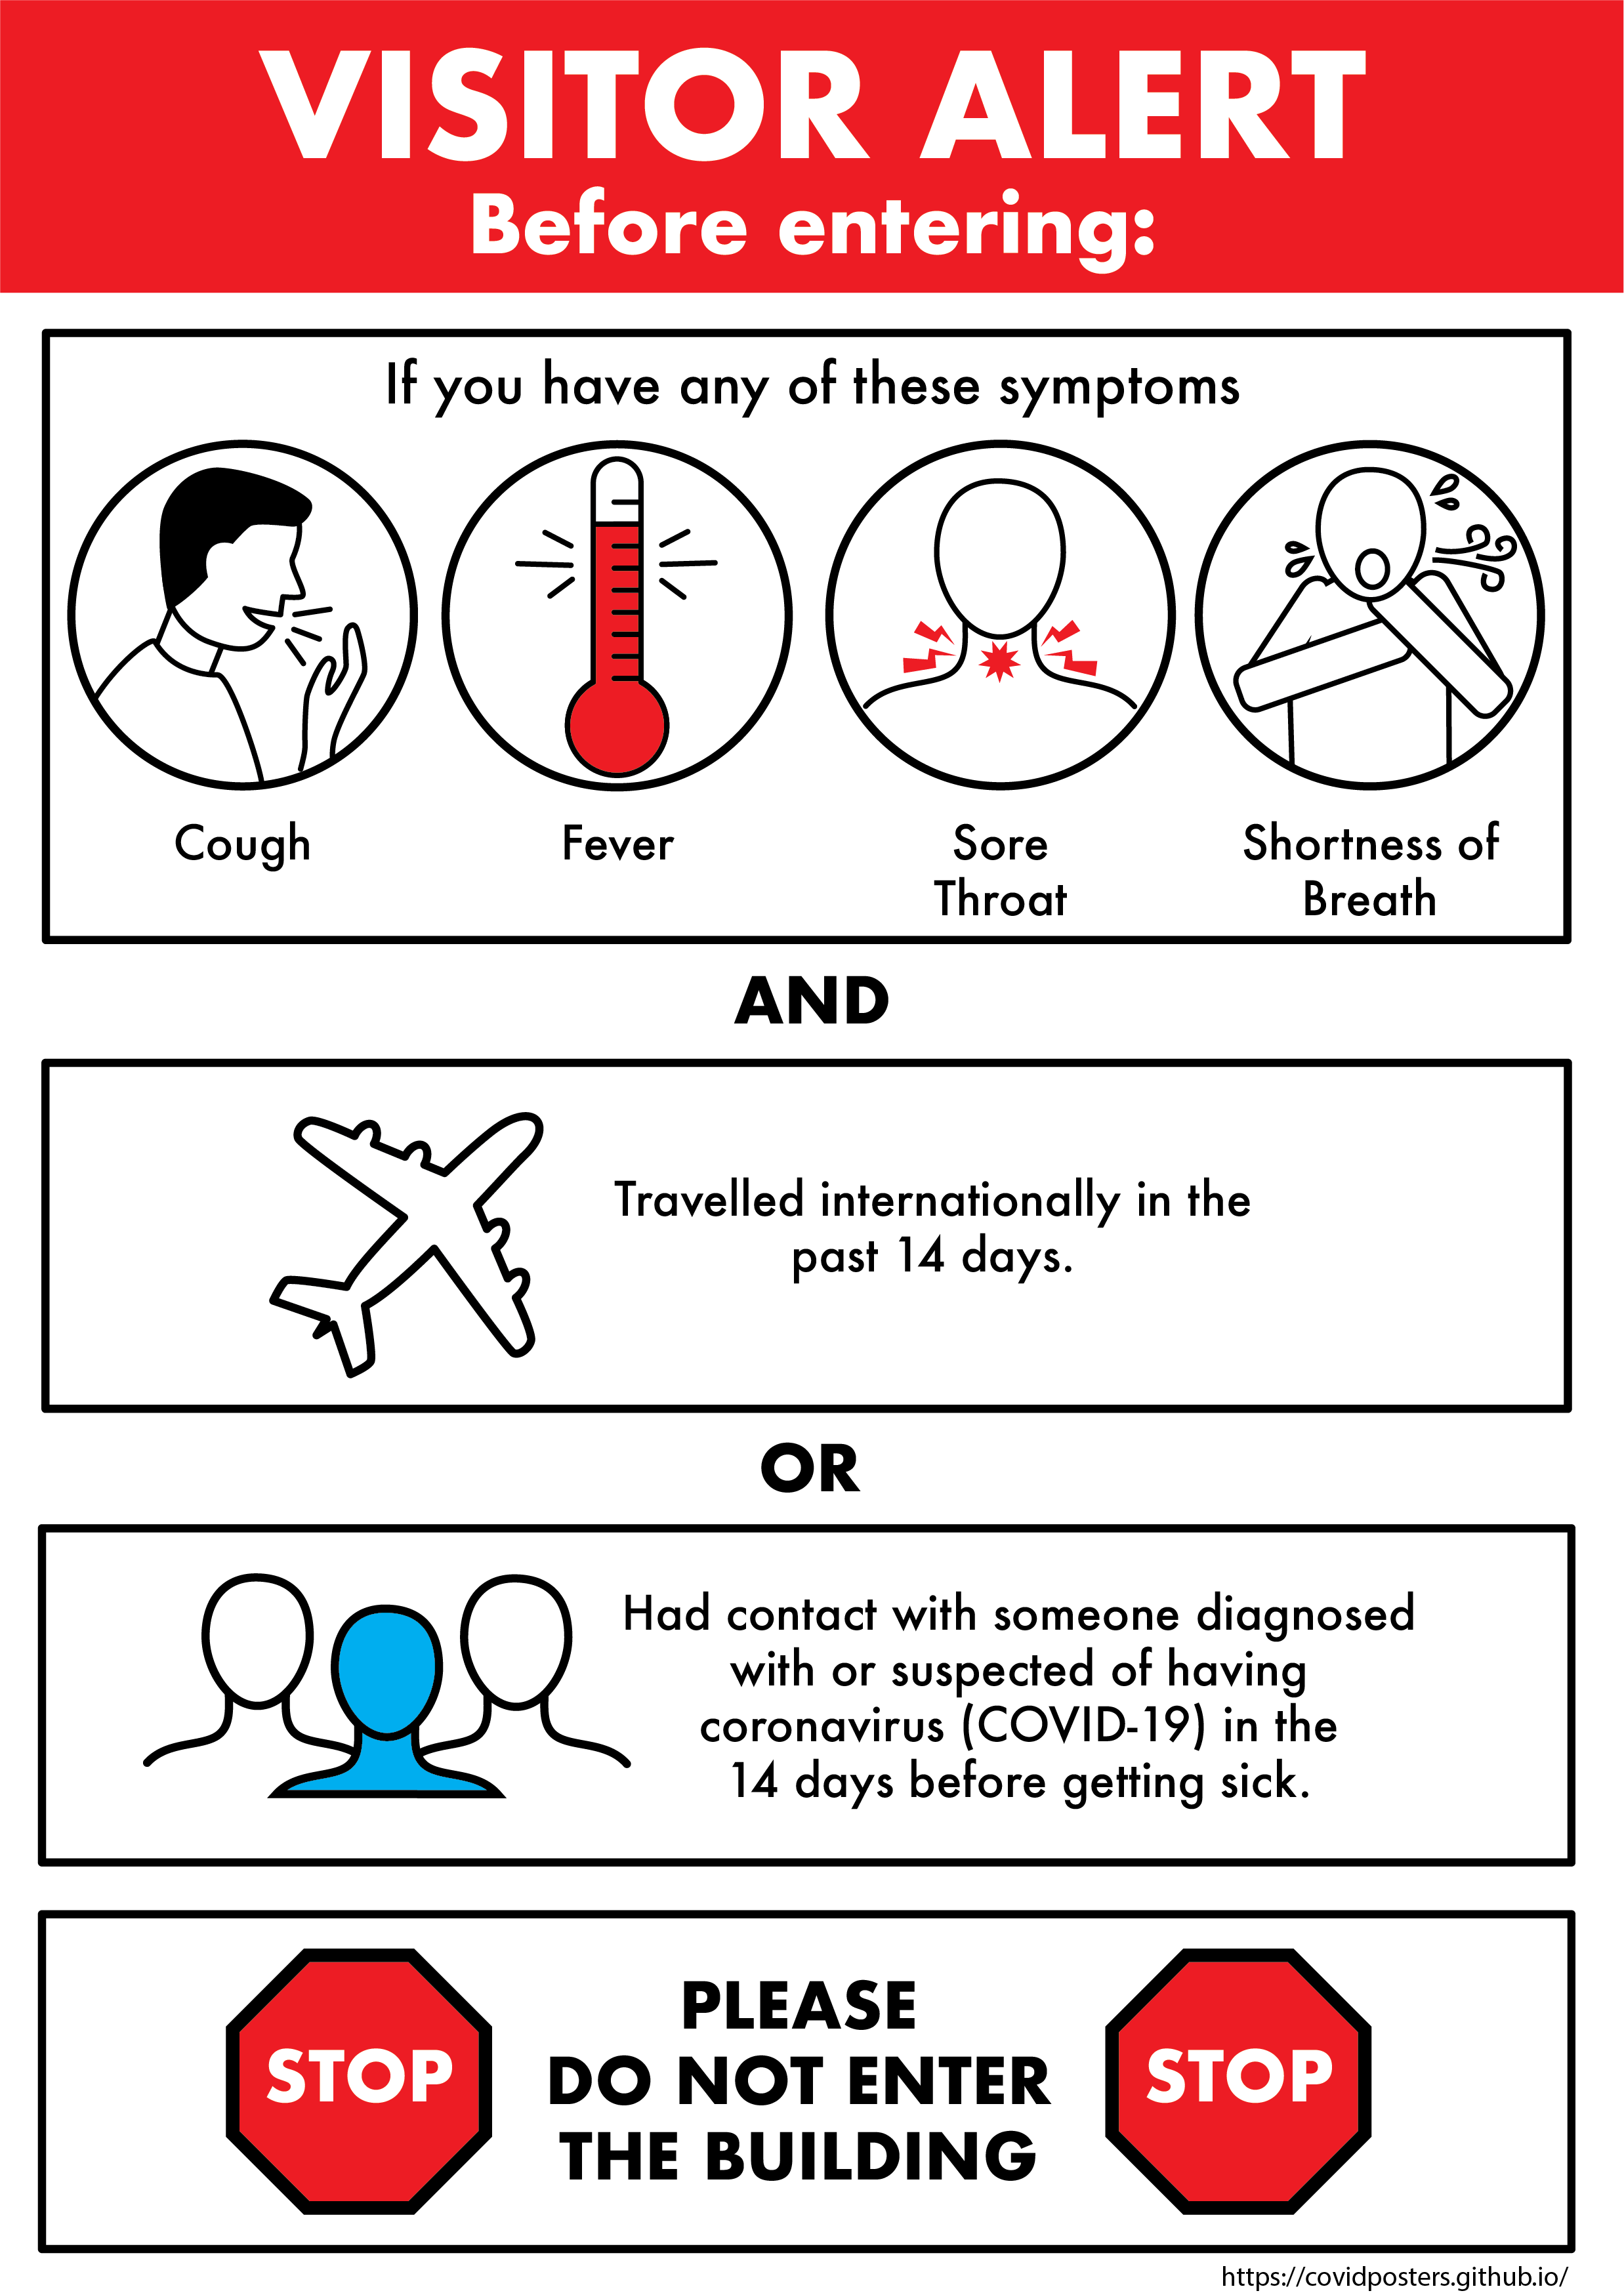 VISITOR ALERT
Before entering:
If you have any of these symptoms
Cough
Fever
Sore
Throat
Shortness of
Breath
AND
Travelled internationally in the
past 14 days.
OR
Had contact with someone diagnosed
with or suspected of having
coronavirus (COVID-19) in the
14 days before getting sick.
STOP
PLEASE
DO NOT ENTER
THE BUILDING
STOP
https://covidposters.github.io/